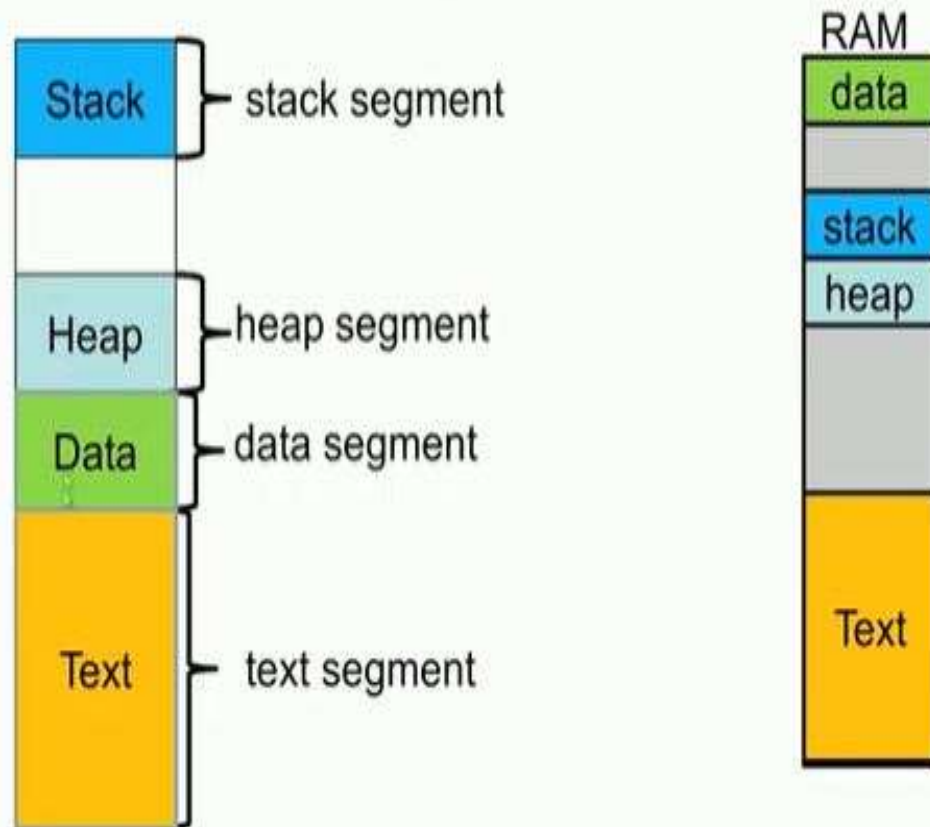 Stack
stack segment
Heap
heap segment
Data
data segment
Text
text segment
RAM
data
stack
heap
Text